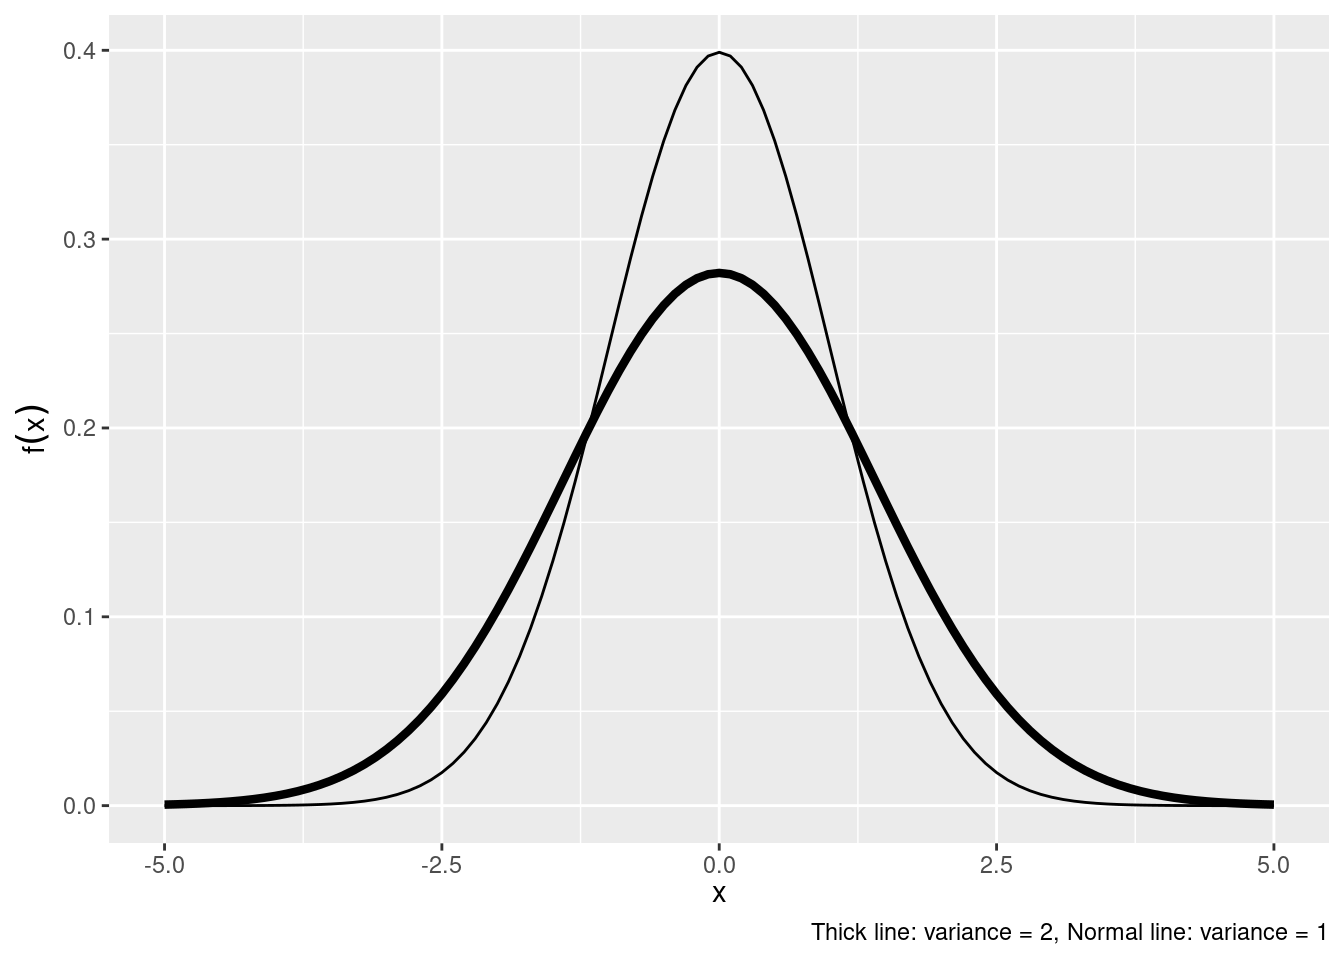 0.4
0.3
0.2
0.1
0.0
f(x)
-5.0 -2.5 0.0 2.5 5.0
x
Thick line: variance = 2, Normal line: variance = 1